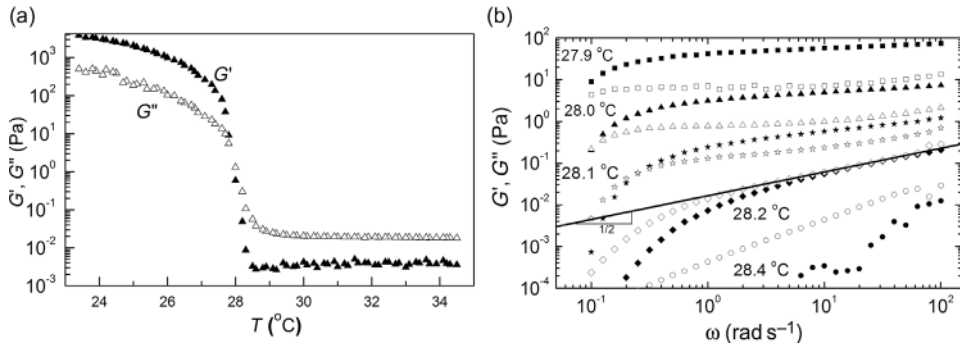 (a)
G', G'' (Pa)
10³
10²
10¹
10⁰
10⁻¹
10⁻²
10⁻³
G'
G''
24 26 28 30 32 34
T (°C)
(b)
G', G'' (Pa)
10²
10¹
10⁰
10⁻¹
10⁻²
10⁻³
10⁻⁴
27.9 °C
28.0 °C
28.1 °C
28.2 °C
1/2
28.4 °C
10⁻¹ 10⁰ 10¹ 10²
ω (rad s⁻¹)